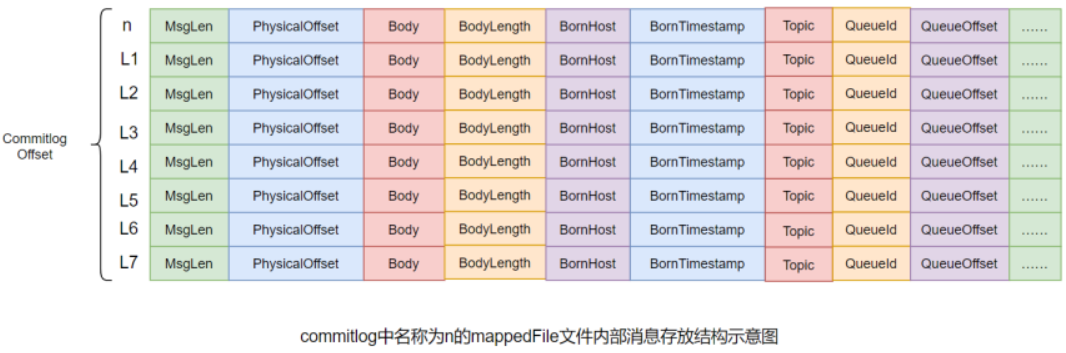 n MsgLen PhysicalOffset Body BodyLength BornHost BornTimestamp Topic QueueId QueueOffset ......
L1 MsgLen PhysicalOffset Body BodyLength BornHost BornTimestamp Topic QueueId QueueOffset ......
L2 MsgLen PhysicalOffset Body BodyLength BornHost BornTimestamp Topic QueueId QueueOffset ......
L3 MsgLen PhysicalOffset Body BodyLength BornHost BornTimestamp Topic QueueId QueueOffset ......
Commitlog
Offset
L4 MsgLen PhysicalOffset Body BodyLength BornHost BornTimestamp Topic QueueId QueueOffset ......
L5 MsgLen PhysicalOffset Body BodyLength BornHost BornTimestamp Topic QueueId QueueOffset ......
L6 MsgLen PhysicalOffset Body BodyLength BornHost BornTimestamp Topic QueueId QueueOffset ......
L7 MsgLen PhysicalOffset Body BodyLength BornHost BornTimestamp Topic QueueId QueueOffset ......
commitlog中名称为n的mappedFile文件内部消息存放结构示意图